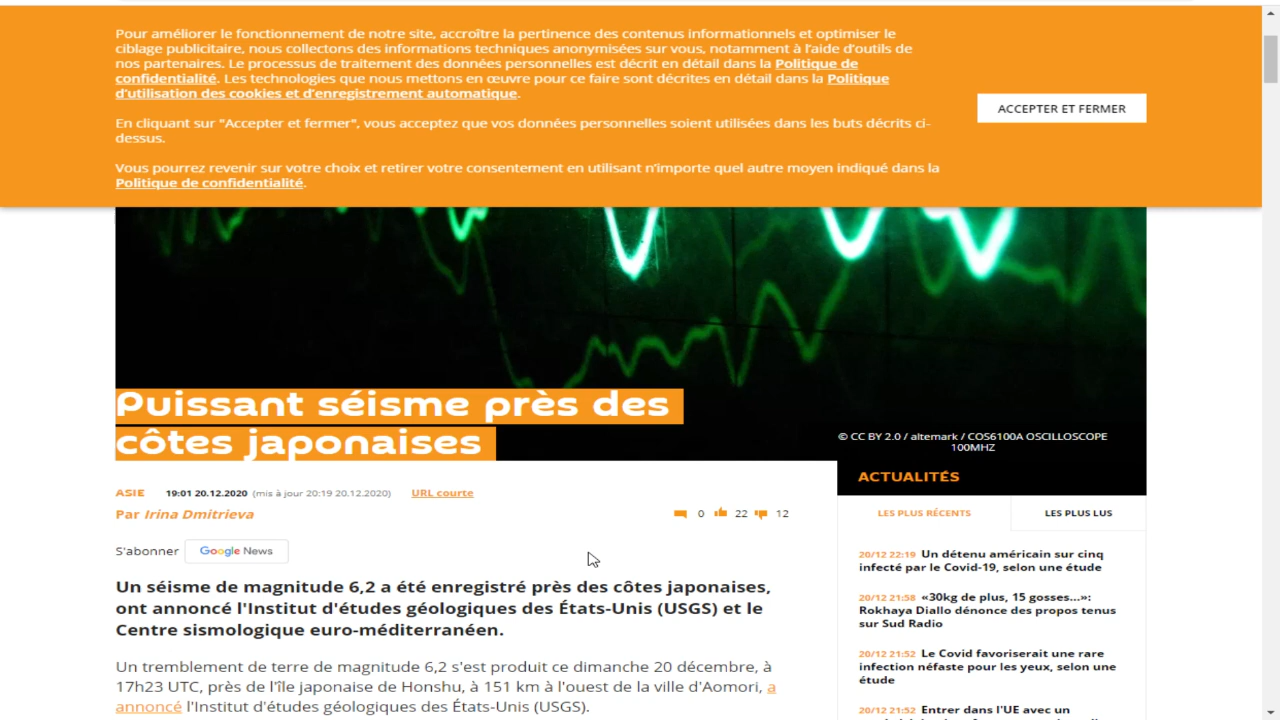 Pour améliorer le fonctionnement de notre site, accroître la pertinence des contenus informationnels et optimiser le
ciblage publicitaire, nous collectons des informations techniques anonymisées sur vous, notamment à l'aide d'outils de
nos partenaires. Le processus de traitement des données personnelles est décrit en détail dans la Politique de
confidentialité. Les technologies que nous mettons en œuvre pour ce faire sont décrites en détail dans la Politique
d'utilisation des cookies et d'enregistrement automatique.
En cliquant sur "Accepter et fermer", vous acceptez que vos données personnelles soient utilisées dans les buts décrits ci-
dessus.
Vous pourrez revenir sur votre choix et retirer votre consentement en utilisant n'importe quel autre moyen indiqué dans la
Politique de confidentialité.
ACCEPTER ET FERMER
Puissant séisme près des
côtes japonaises
© CC BY 2.0 / altemark / COS6100A OSCILLOSCOPE
100MHZ
ASIE 19:01 20.12.2020 (mis à jour 20:19 20.12.2020) URL courte
Par Irina Dmitrieva
0 22 12
S'abonner Google News
Un séisme de magnitude 6,2 a été enregistré près des côtes japonaises,
ont annoncé l'Institut d'études géologiques des États-Unis (USGS) et le
Centre sismologique euro-méditerranéen.
Un tremblement de terre de magnitude 6,2 s'est produit ce dimanche 20 décembre, à
17h23 UTC, près de l'île japonaise de Honshu, à 151 km à l'ouest de la ville d'Aomori, a
annoncé l'Institut d'études géologiques des États-Unis (USGS).
ACTUALITÉS
LES PLUS RÉCENTS LES PLUS LUS
20/12 22:19 Un détenu américain sur cinq
infecté par le Covid-19, selon une étude
20/12 21:58 «30kg de plus, 15 gosses…»:
Rokhaya Diallo dénonce des propos tenus
sur Sud Radio
20/12 21:52 Le Covid favoriserait une rare
infection néfaste pour les yeux, selon une
étude
20/12 21:52 Entrer dans l'UE avec un